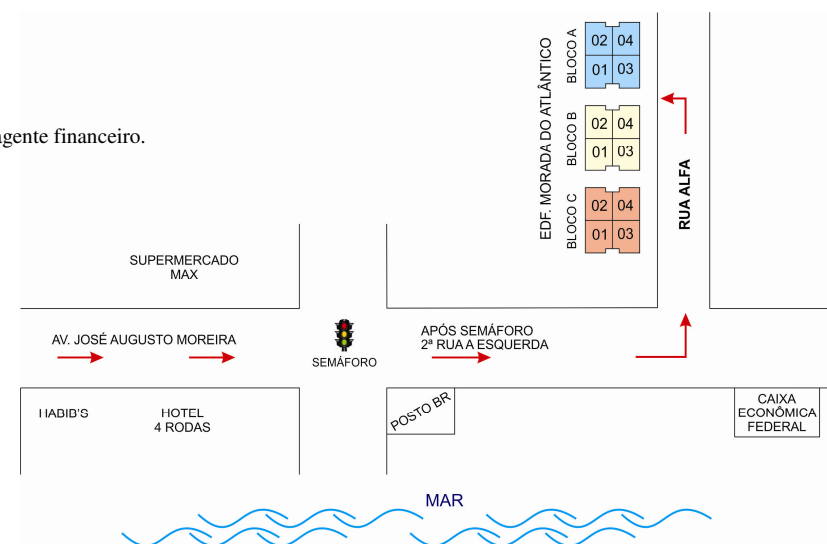 agente financeiro.
EDF. MORADA DO ATLÂNTICO
BLOCO A
02 04
01 03
BLOCO B
02 04
01 03
BLOCO C
02 04
01 03
RUA ALFA
SUPERMERCADO
MAX
AV. JOSÉ AUGUSTO MOREIRA
SEMÁFORO
APÓS SEMÁFORO
2ª RUA A ESQUERDA
HABIB'S
HOTEL
4 RODAS
POSTO BR
CAIXA
ECONÔMICA
FEDERAL
MAR